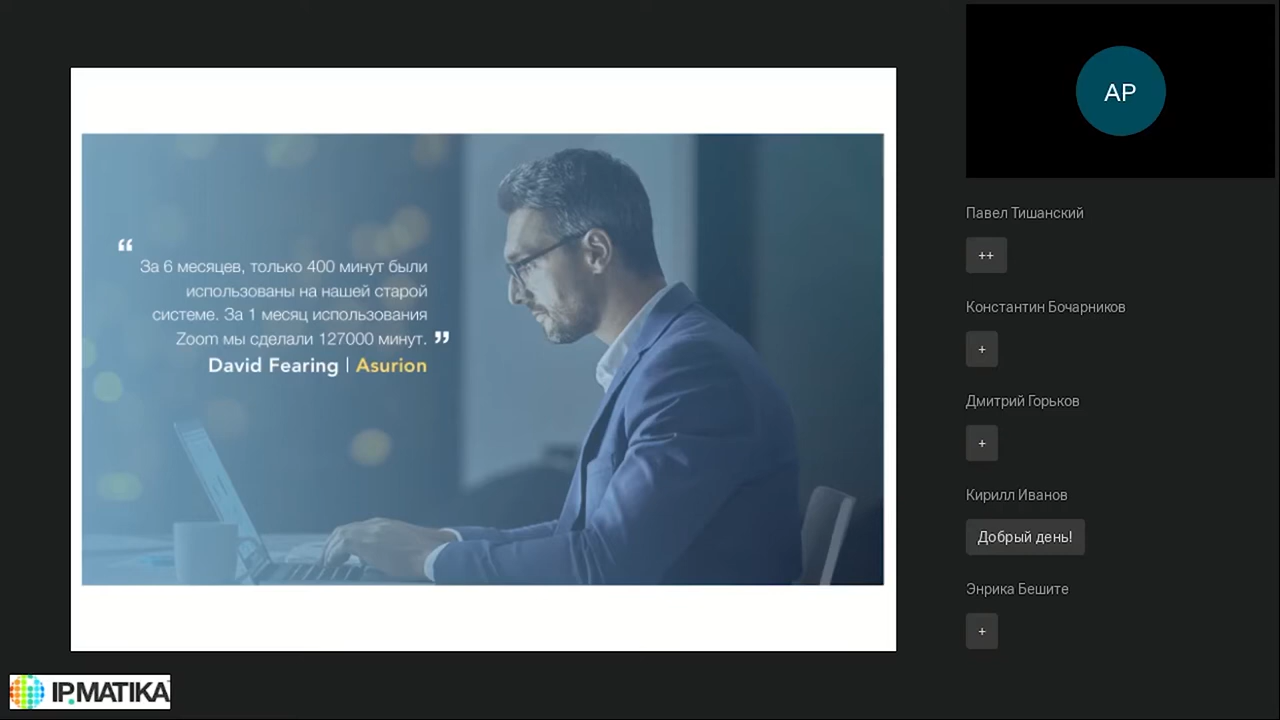 “
За 6 месяцев, только 400 минут были
использованы на нашей старой
системе. За 1 месяц использования
Zoom мы сделали 127000 минут. ”
David Fearing | Asurion
AP
Павел Тишанский
++
Константин Бочарников
+
Дмитрий Горьков
+
Кирилл Иванов
Добрый день!
Энрика Бешите
+
IPMATIKA